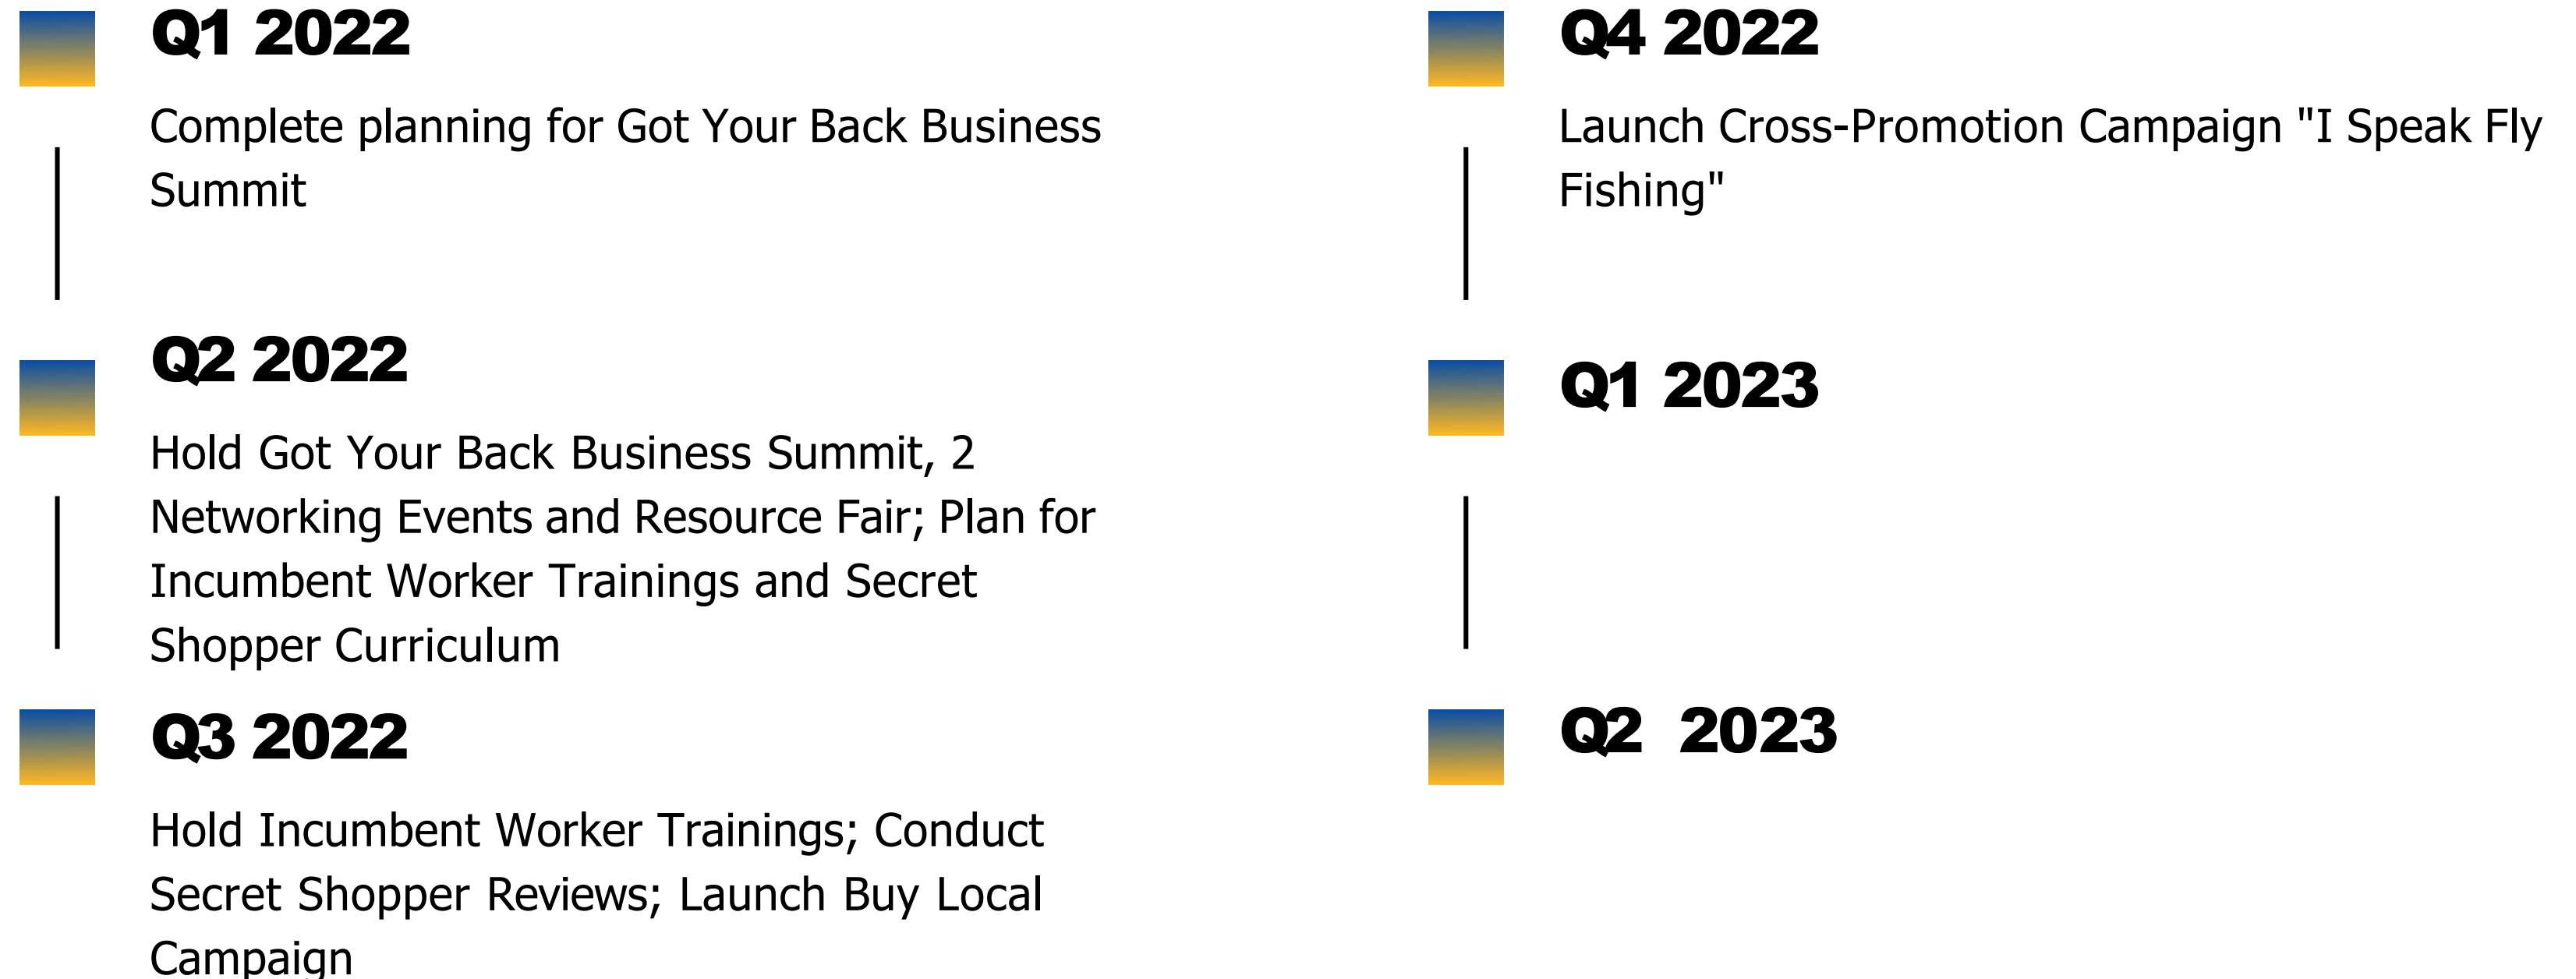 Q1 2022
Complete planning for Got Your Back Business
Summit
Q2 2022
Hold Got Your Back Business Summit, 2
Networking Events and Resource Fair; Plan for
Incumbent Worker Trainings and Secret
Shopper Curriculum
Q3 2022
Hold Incumbent Worker Trainings; Conduct
Secret Shopper Reviews; Launch Buy Local
Campaign
Q4 2022
Launch Cross-Promotion Campaign "I Speak Fly
Fishing"
Q1 2023
Q2 2023